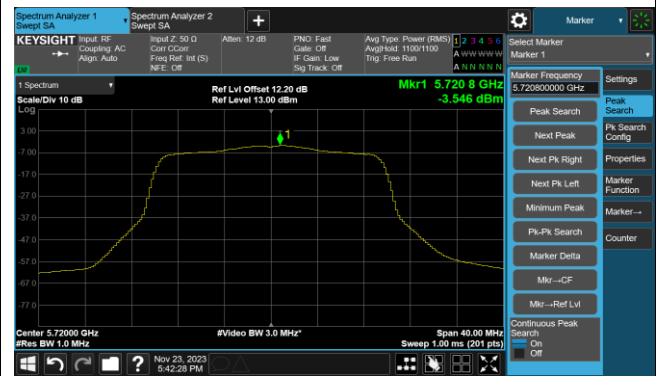 Spectrum Analyzer 1
Swept SA
Spectrum Analyzer 2
Swept SA
+
Marker
KEYSIGHT
Input: RF
Coupling: AC
Align: Auto
Input Z: 50 Ω
Corr CCorr
Freq Ref: Int (S)
NFE: Off
Atten: 12 dB
PNO: Fast
Gate: Off
IF Gain: Low
Sig Track: Off
Avg Type: Power (RMS)
Avg|Hold: 1100/1100
Trig: Free Run
1 2 3 4 5 6
A WW WW W
A N N N N N
LXI
Select Marker
Marker 1
1 Spectrum
Scale/Div 10 dB
Log
Ref Lvl Offset 12.20 dB
Ref Level 13.00 dBm
Mkr1 5.720 8 GHz
-3.546 dBm
1
3.00
-7.00
-17.0
-27.0
-37.0
-47.0
-57.0
-67.0
-77.0
Center 5.72000 GHz
#Res BW 1.0 MHz
#Video BW 3.0 MHz*
Span 40.00 MHz
Sweep 1.00 ms (201 pts)
Marker Frequency
5.720800000 GHz
Peak Search
Next Peak
Next Pk Right
Next Pk Left
Minimum Peak
Pk-Pk Search
Marker Delta
Mkr→CF
Mkr→Ref Lvl
Continuous Peak
Search
On
Off
Settings
Peak
Search
Pk Search
Config
Properties
Marker
Function
Marker→
Counter
?
Nov 23, 2023
5:42:28 PM